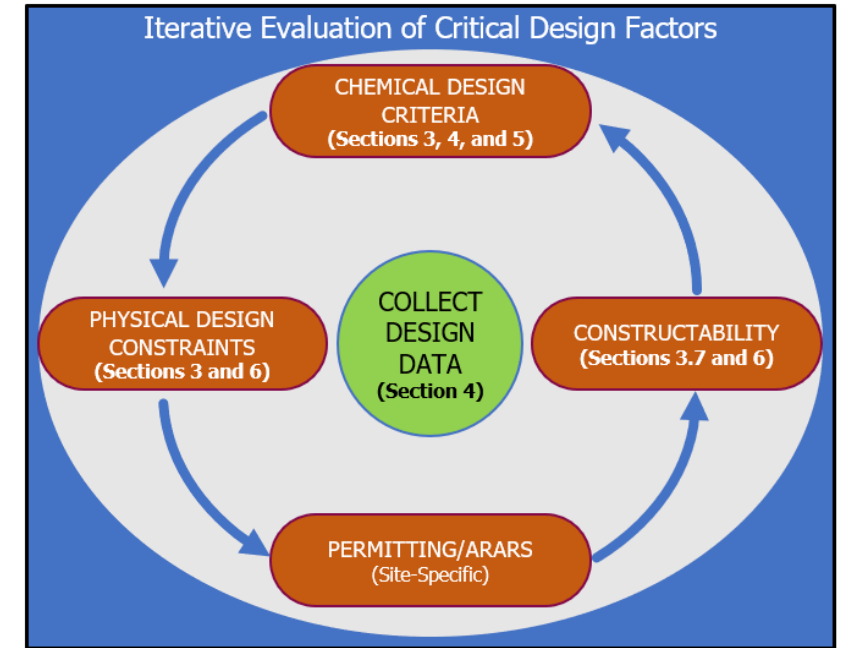 Iterative Evaluation of Critical Design Factors
CHEMICAL DESIGN
CRITERIA
(Sections 3, 4, and 5)
PHYSICAL DESIGN
CONSTRAINTS
(Sections 3 and 6)
COLLECT
DESIGN
DATA
(Section 4)
CONSTRUCTABILITY
(Sections 3.7 and 6)
PERMITTING/ARARS
(Site-Specific)